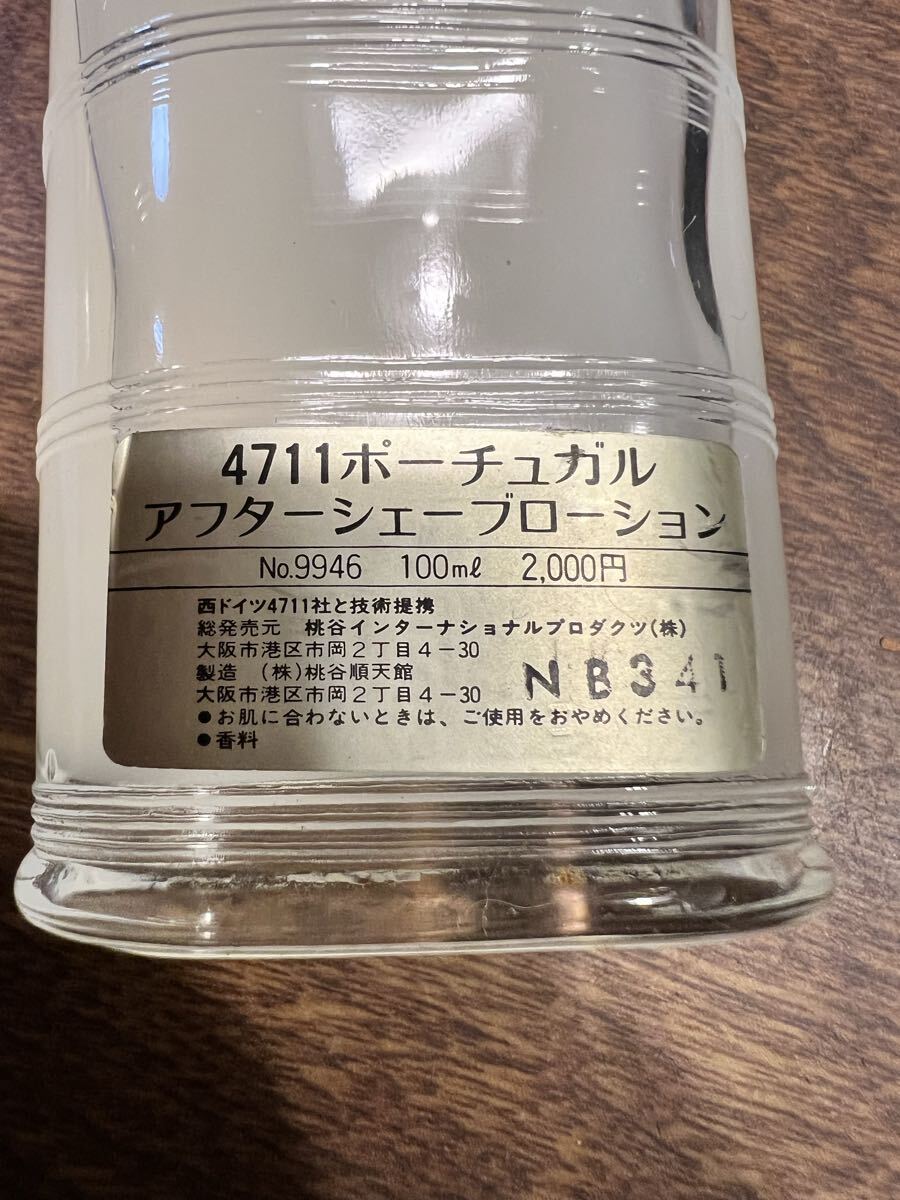 4711ポーチュガル
アフターシェーブローション
No.9946 100mℓ 2,000円
西ドイツ4711社と技術提携
総発売元 桃谷インターナショナルプロダクツ(株)
大阪市港区市岡2丁目4-30
製造 (株)桃谷順天館
大阪市港区市岡2丁目4-30
NB341
●お肌に合わないときは、ご使用をおやめください。
●香料